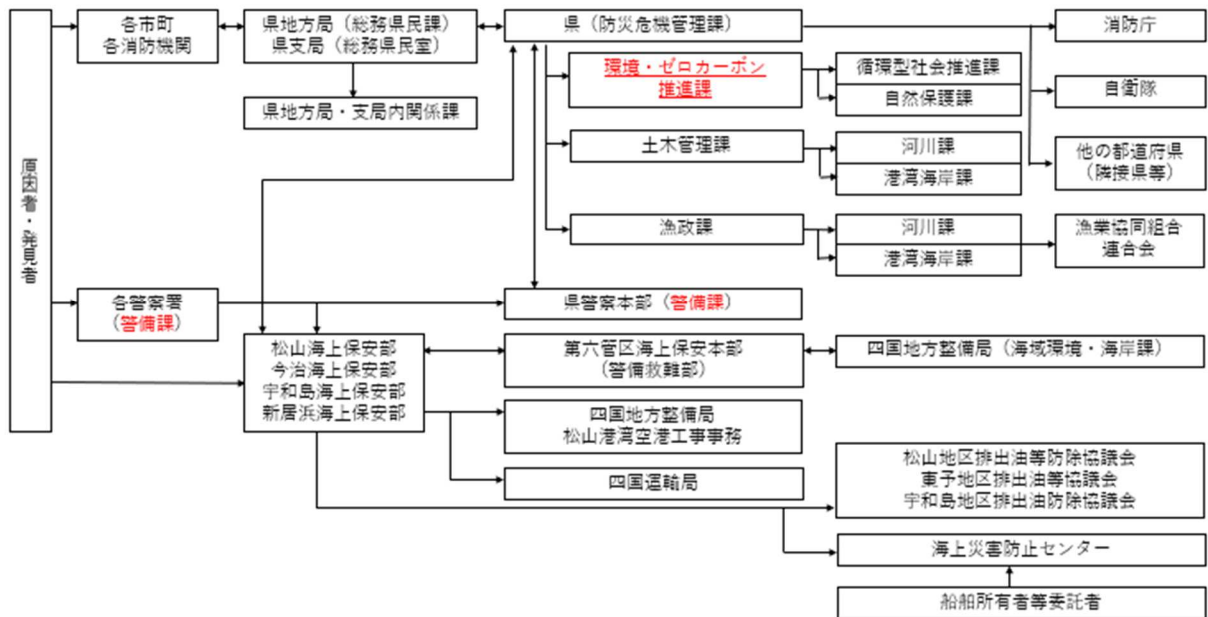 原因者・発見者
各市町
各消防機関
県地方局（総務県民課）
県支局（総務県民室）
県地方局・支局内関係課
県（防災危機管理課）
消防庁
自衛隊
他の都道府県
（隣接県等）
環境・ゼロカーボン
推進課
循環型社会推進課
自然保護課
土木管理課
河川課
港湾海岸課
漁政課
河川課
港湾海岸課
漁業協同組合
連合会
各警察署
（警備課）
県警察本部（警備課）
松山海上保安部
今治海上保安部
宇和島海上保安部
新居浜海上保安部
第六管区海上保安本部
（警備救難部）
四国地方整備局（海域環境・海岸課）
四国地方整備局
松山港湾空港工事事務
四国運輸局
松山地区排出油等防除協議会
東予地区排出油等協議会
宇和島地区排出油防除協議会
海上災害防止センター
船舶所有者等委託者